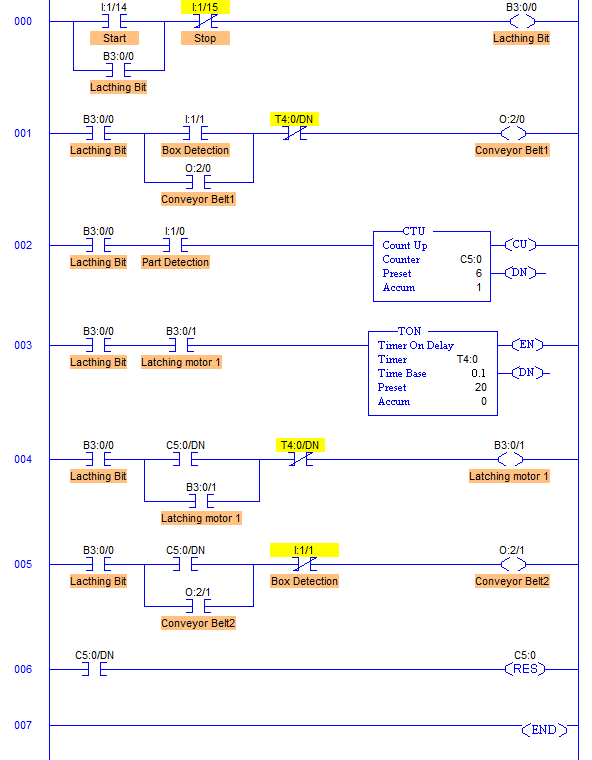 I:1/14 I:1/15 B3:0/0
000
Start Stop Lacthing Bit
B3:0/0
Lacthing Bit
B3:0/0 I:1/1 T4:0/DN O:2/0
001
Lacthing Bit Box Detection Conveyor Belt1
O:2/0
Conveyor Belt1
B3:0/0 I:1/0 CTU
002 Count Up CU
Lacthing Bit Part Detection Counter C5:0
Preset 6 DN
Accum 1
B3:0/0 B3:0/1 TON
003 Timer On Delay EN
Lacthing Bit Latching motor 1 Timer T4:0
Time Base 0.1 DN
Preset 20
Accum 0
B3:0/0 C5:0/DN T4:0/DN B3:0/1
004
Lacthing Bit Latching motor 1
B3:0/1
Latching motor 1
B3:0/0 C5:0/DN I:1/1 O:2/1
005
Lacthing Bit Box Detection Conveyor Belt2
O:2/1
Conveyor Belt2
C5:0/DN C5:0
006 RES
007 END